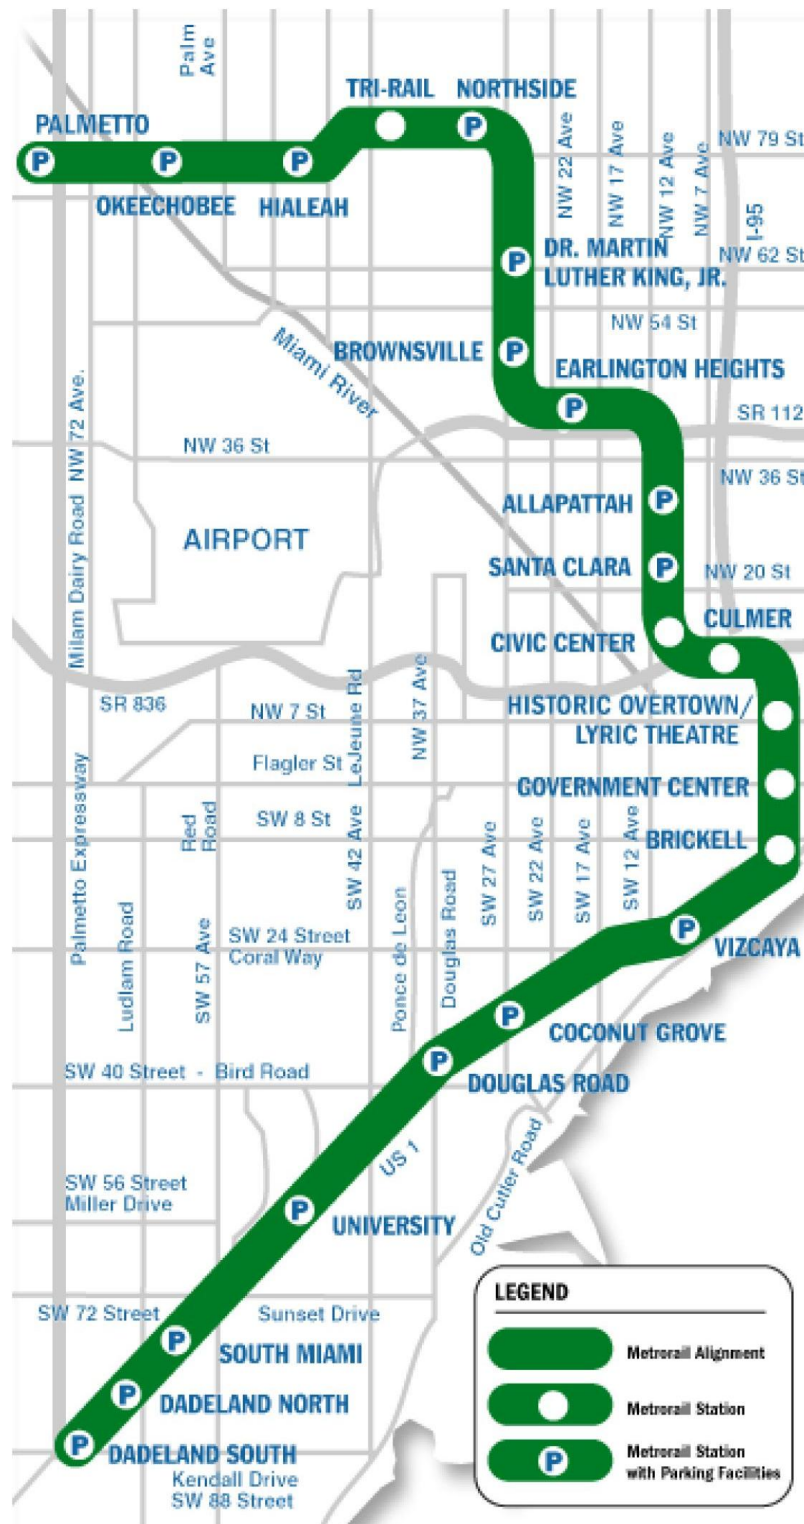 Palm
Ave
TRI-RAIL
NORTHSIDE
PALMETTO
P
P
P
P
OKEECHOBEE
HIALEAH
NW 22 Ave
NW 17 Ave
NW 12 Ave
NW 7 Ave
I-95
NW 79 St
P
DR. MARTIN
LUTHER KING, JR.
NW 62 St
NW 54 St
Miami River
BROWNSVILLE
P
EARLINGTON HEIGHTS
P
SR 112
NW 72 Ave.
NW 36 St
NW 36 St
ALLAPATTAH
P
AIRPORT
SANTA CLARA
P
NW 20 St
Milam Dairy Road
CULMER
CIVIC CENTER
SR 836
NW 7 St
LeJeune Rd
NW 37 Ave
HISTORIC OVERTOWN/
LYRIC THEATRE
Flagler St
GOVERNMENT CENTER
Palmetto Expressway
Red
Road
SW 8 St
SW 42 Ave
SW 27 Ave
SW 22 Ave
SW 17 Ave
SW 12 Ave
BRICKELL
Ludlam Road
SW 57 Ave
SW 24 Street
Coral Way
Ponce de Leon
Douglas Road
P
VIZCAYA
P
COCONUT GROVE
SW 40 Street - Bird Road
P
DOUGLAS ROAD
US 1
Old Cutler Road
SW 56 Street
Miller Drive
P
UNIVERSITY
SW 72 Street
Sunset Drive
P
SOUTH MIAMI
P
DADELAND NORTH
P
DADELAND SOUTH
Kendall Drive
SW 88 Street
LEGEND
Metrorail Alignment
Metrorail Station
P
Metrorail Station
with Parking Facilities